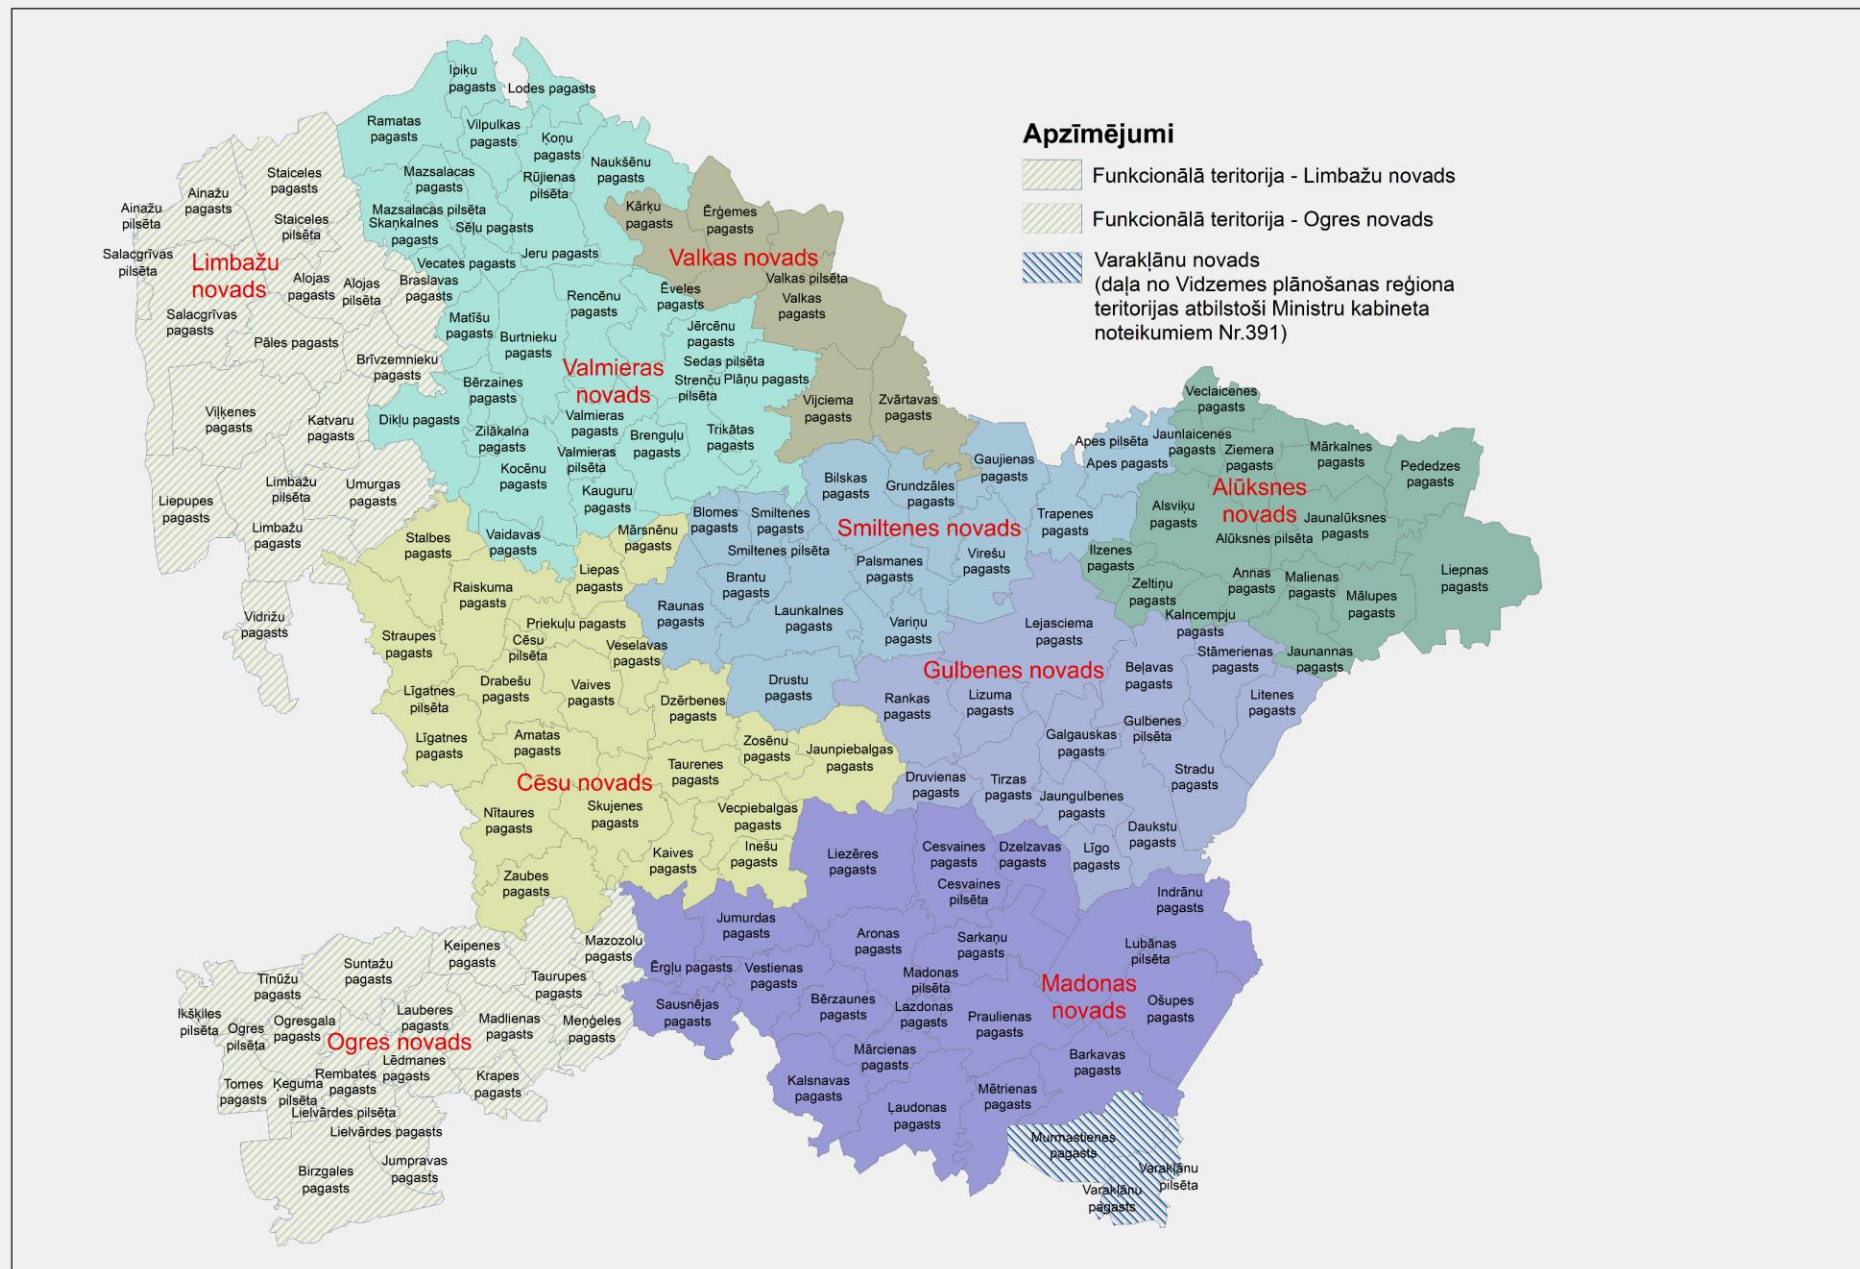 Apzīmējumi
Funkcionālā teritorija - Limbažu novads
Funkcionālā teritorija - Ogres novads
Varakļānu novads
(daļa no Vidzemes plānošanas reģiona
teritorijas atbilstoši Ministru kabineta
noteikumiem Nr.391)
Limbažu
novads
Staiceles
pagasts
Ainažu
pagasts
Ainažu
pilsēta
Staiceles
pilsēta
Salacgrīvas
pilsēta
Alojas
pagasts
Alojas
pilsēta
Braslavas
pagasts
Salacgrīvas
pagasts
Pāles pagasts
Brīvzemnieku
pagasts
Viļķenes
pagasts
Katvaru
pagasts
Liepupes
pagasts
Limbažu
pilsēta
Umurgas
pagasts
Limbažu
pagasts
Vidrižu
pagasts
Valmieras
novads
Ipiķu
pagasts
Lodes pagasts
Ramatas
pagasts
Vilpulkas
pagasts
Ķoņu
pagasts
Naukšēnu
pagasts
Mazsalacas
pagasts
Rūjienas
pilsēta
Mazsalacas pilsēta
Skaņkalnes
pagasts
Sēļu pagasts
Vecates pagasts
Jeru pagasts
Rencēnu
pagasts
Ēveles
pagasts
Matīšu
pagasts
Burtnieku
pagasts
Jērcēnu
pagasts
Sedas pilsēta
Strenču
pilsēta
Plāņu pagasts
Bērzaines
pagasts
Dikļu pagasts
Zilākalna
pagasts
Valmieras
pagasts
Valmieras
pilsēta
Brenguļu
pagasts
Trikātas
pagasts
Kocēnu
pagasts
Kauguru
pagasts
Vaidavas
pagasts
Valkas novads
Kārķu
pagasts
Ērģemes
pagasts
Valkas pilsēta
Valkas
pagasts
Vijciema
pagasts
Zvārtavas
pagasts
Smiltenes novads
Gaujienas
pagasts
Apes pilsēta
Apes pagasts
Bilskas
pagasts
Grundzāles
pagasts
Trapenes
pagasts
Blomes
pagasts
Smiltenes
pagasts
Smiltenes pilsēta
Palsmanes
pagasts
Virešu
pagasts
Brantu
pagasts
Raunas
pagasts
Launkalnes
pagasts
Variņu
pagasts
Drustu
pagasts
Alūksnes
novads
Veclaicenes
pagasts
Jaunlaicenes
pagasts
Ziemera
pagasts
Mārkalnes
pagasts
Pededzes
pagasts
Alsviķu
pagasts
Jaunalūksnes
pagasts
Alūksnes pilsēta
Ilzenes
pagasts
Zeltiņu
pagasts
Annas
pagasts
Malienas
pagasts
Mālupes
pagasts
Liepnas
pagasts
Kalncempju
pagasts
Jaunannas
pagasts
Gulbenes novads
Lejasciema
pagasts
Stāmerienas
pagasts
Beļavas
pagasts
Litenes
pagasts
Rankas
pagasts
Lizuma
pagasts
Galgauskas
pagasts
Gulbenes
pilsēta
Stradu
pagasts
Druvienas
pagasts
Tirzas
pagasts
Jaungulbenes
pagasts
Daukstu
pagasts
Līgo
pagasts
Cēsu novads
Mārsnēnu
pagasts
Stalbes
pagasts
Liepas
pagasts
Raiskuma
pagasts
Priekuļu pagasts
Straupes
pagasts
Cēsu
pilsēta
Veselavas
pagasts
Līgatnes
pilsēta
Drabešu
pagasts
Vaives
pagasts
Dzērbenes
pagasts
Līgatnes
pagasts
Amatas
pagasts
Zosēnu
pagasts
Jaunpiebalgas
pagasts
Taurenes
pagasts
Nītaures
pagasts
Skujenes
pagasts
Vecpiebalgas
pagasts
Kaives
pagasts
Inešu
pagasts
Zaubes
pagasts
Madonas
novads
Liezēres
pagasts
Cesvaines
pagasts
Dzelzavas
pagasts
Cesvaines
pilsēta
Indrānu
pagasts
Jumurdas
pagasts
Aronas
pagasts
Sarkaņu
pagasts
Lubānas
pilsēta
Ērgļu pagasts
Vestienas
pagasts
Madonas
pilsēta
Sausnējas
pagasts
Bērzaunes
pagasts
Lazdonas
pagasts
Praulienas
pagasts
Ošupes
pagasts
Mārcienas
pagasts
Barkavas
pagasts
Kalsnavas
pagasts
Mētrienas
pagasts
Ļaudonas
pagasts
Murmastienes
pagasts
Varakļānu
pilsēta
Varakļānu
pagasts
Ogres novads
Mazozolu
pagasts
Ķeipenes
pagasts
Suntažu
pagasts
Taurupes
pagasts
Tīnūžu
pagasts
Ikšķiles
pilsēta
Ogres
pilsēta
Ogresgala
pagasts
Lauberes
pagasts
Madlienas
pagasts
Meņģeles
pagasts
Lēdmanes
pagasts
Rembates
pagasts
Krapes
pagasts
Tomes
pagasts
Ķeguma
pilsēta
Lielvārdes pilsēta
Lielvārdes pagasts
Birzgales
pagasts
Jumpravas
pagasts